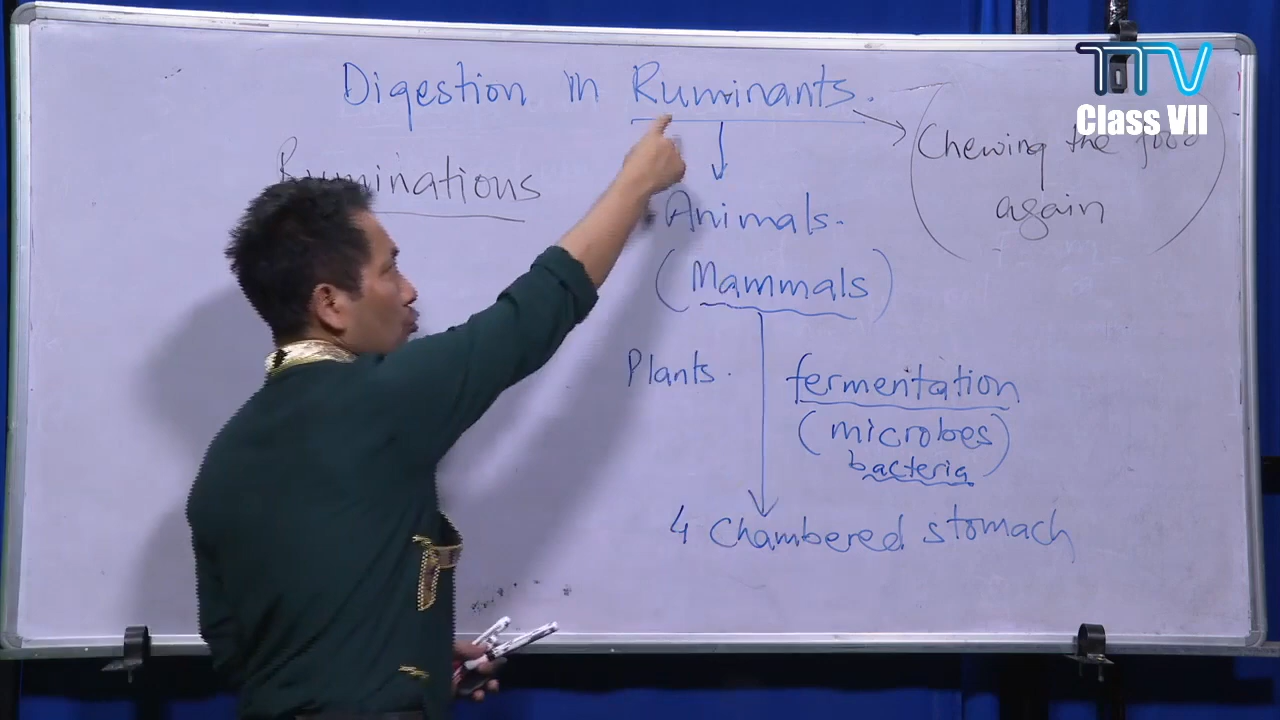 Digestion in Ruminants.
TTV
Class VII
Chewing the food
again
Ruminations
Animals.
(Mammals)
Plants.
fermentation
(microbes)
bacteria
4 Chambered stomach